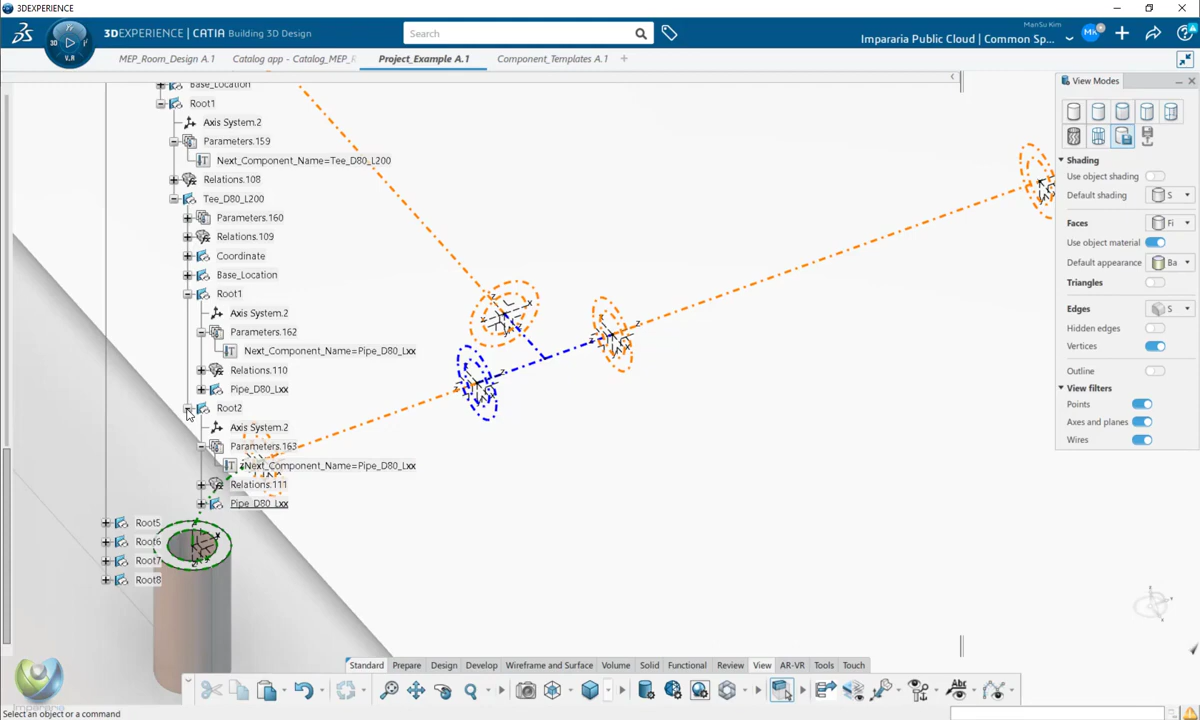 3DEXPERIENCE
3DEXPERIENCE | CATIA Building 3D Design
Search
ManSu Kim
Impararia Public Cloud | Common Sp...
MEP_Room_Design A.1
Catalog app - Catalog_MEP_R
Project_Example A.1
Component_Templates A.1
Base_Location
Root1
Axis System.2
Parameters.159
Next_Component_Name=Tee_D80_L200
Relations.108
Tee_D80_L200
Parameters.160
Relations.109
Coordinate
Base_Location
Root1
Axis System.2
Parameters.162
Next_Component_Name=Pipe_D80_Lxx
Relations.110
Pipe_D80_Lxx
Root2
Axis System.2
Parameters.163
Next_Component_Name=Pipe_D80_Lxx
Relations.111
Pipe_D80_Lxx
Root5
Root6
Root7
Root8
View Modes
Shading
Use object shading
Default shading
S
Faces
Fi
Use object material
Default appearance
Ba
Triangles
Edges
S
Hidden edges
Vertices
Outline
View filters
Points
Axes and planes
Wires
Standard
Prepare
Design
Develop
Wireframe and Surface
Volume
Solid
Functional
Review
View
AR-VR
Tools
Touch
Select an object or a command